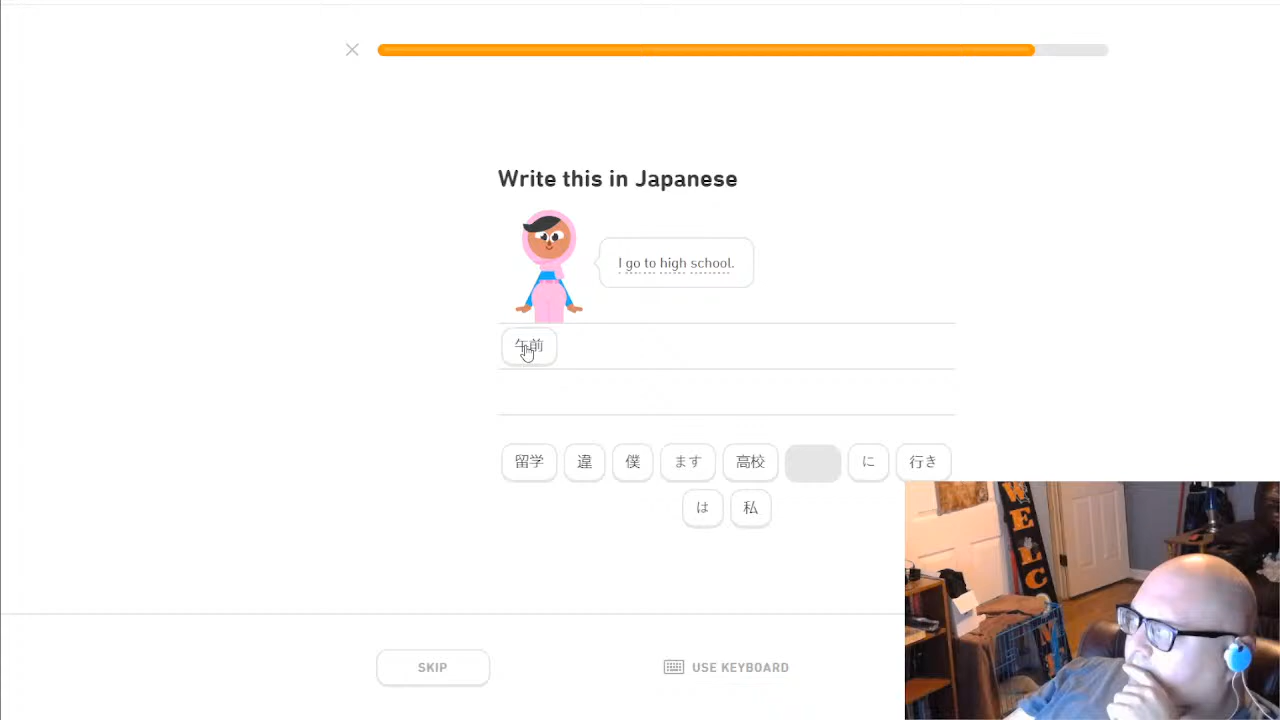 Write this in Japanese
I go to high school.
午前
留学 違 僕 ます 高校 に 行き
は 私
SKIP
USE KEYBOARD
WELC